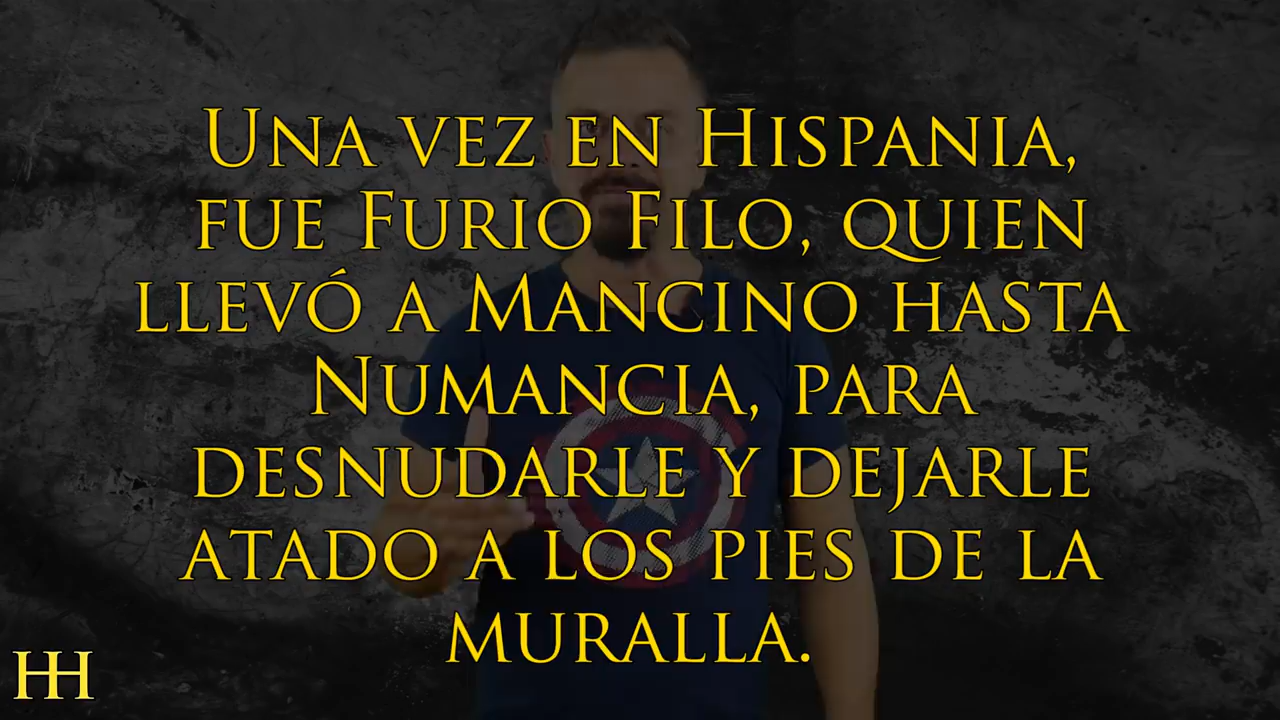 Una vez en Hispania,
fue Furio Filo, quien
llevó a Mancino hasta
Numancia, para
desnudarle y dejarle
atado a los pies de la
muralla.
HH